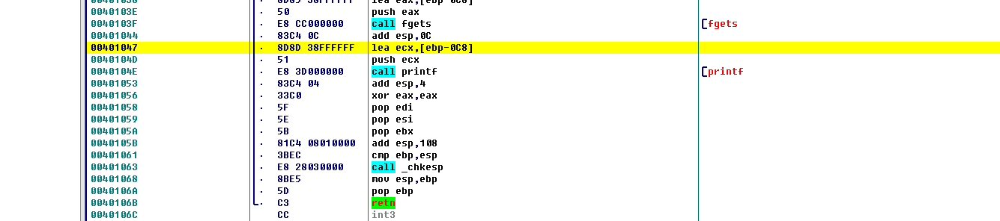 0040103E 50 push eax
0040103F E8 CC000000 call fgets fgets
00401044 83C4 0C add esp,0C
00401047 8D8D 38FFFFFF lea ecx,[ebp-0C8]
0040104D 51 push ecx
0040104E E8 3D000000 call printf printf
00401053 83C4 04 add esp,4
00401056 33C0 xor eax,eax
00401058 5F pop edi
00401059 5E pop esi
0040105A 5B pop ebx
0040105B 81C4 08010000 add esp,108
00401061 3BEC cmp ebp,esp
00401063 E8 28030000 call _chkesp
00401068 8BE5 mov esp,ebp
0040106A 5D pop ebp
0040106B C3 retn
0040106C CC int3